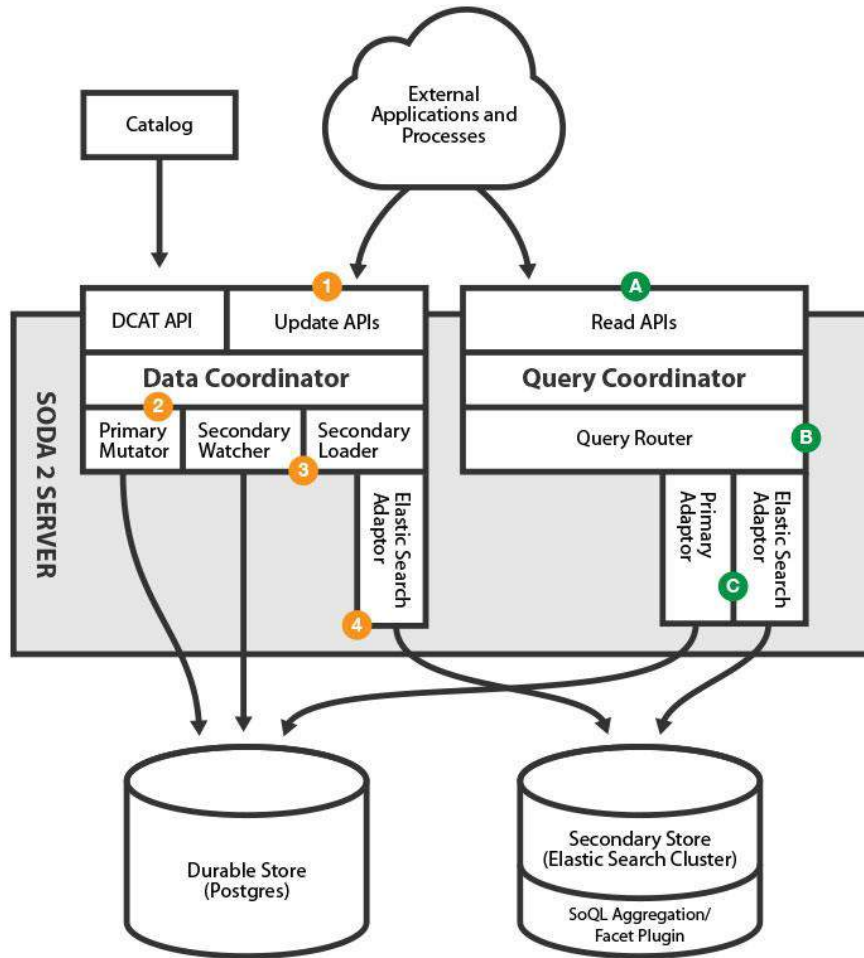 External
Applications and
Processes
Catalog
1
A
DCAT API
Update APIs
Read APIs
Data Coordinator
Query Coordinator
2
Primary
Mutator
Secondary
Watcher
Secondary
Loader
3
Query Router
B
SODA 2 SERVER
Elastic Search
Adaptor
4
Primary
Adaptor
Elastic Search
Adaptor
C
Durable Store
(Postgres)
Secondary Store
(Elastic Search Cluster)
SoQL Aggregation/
Facet Plugin